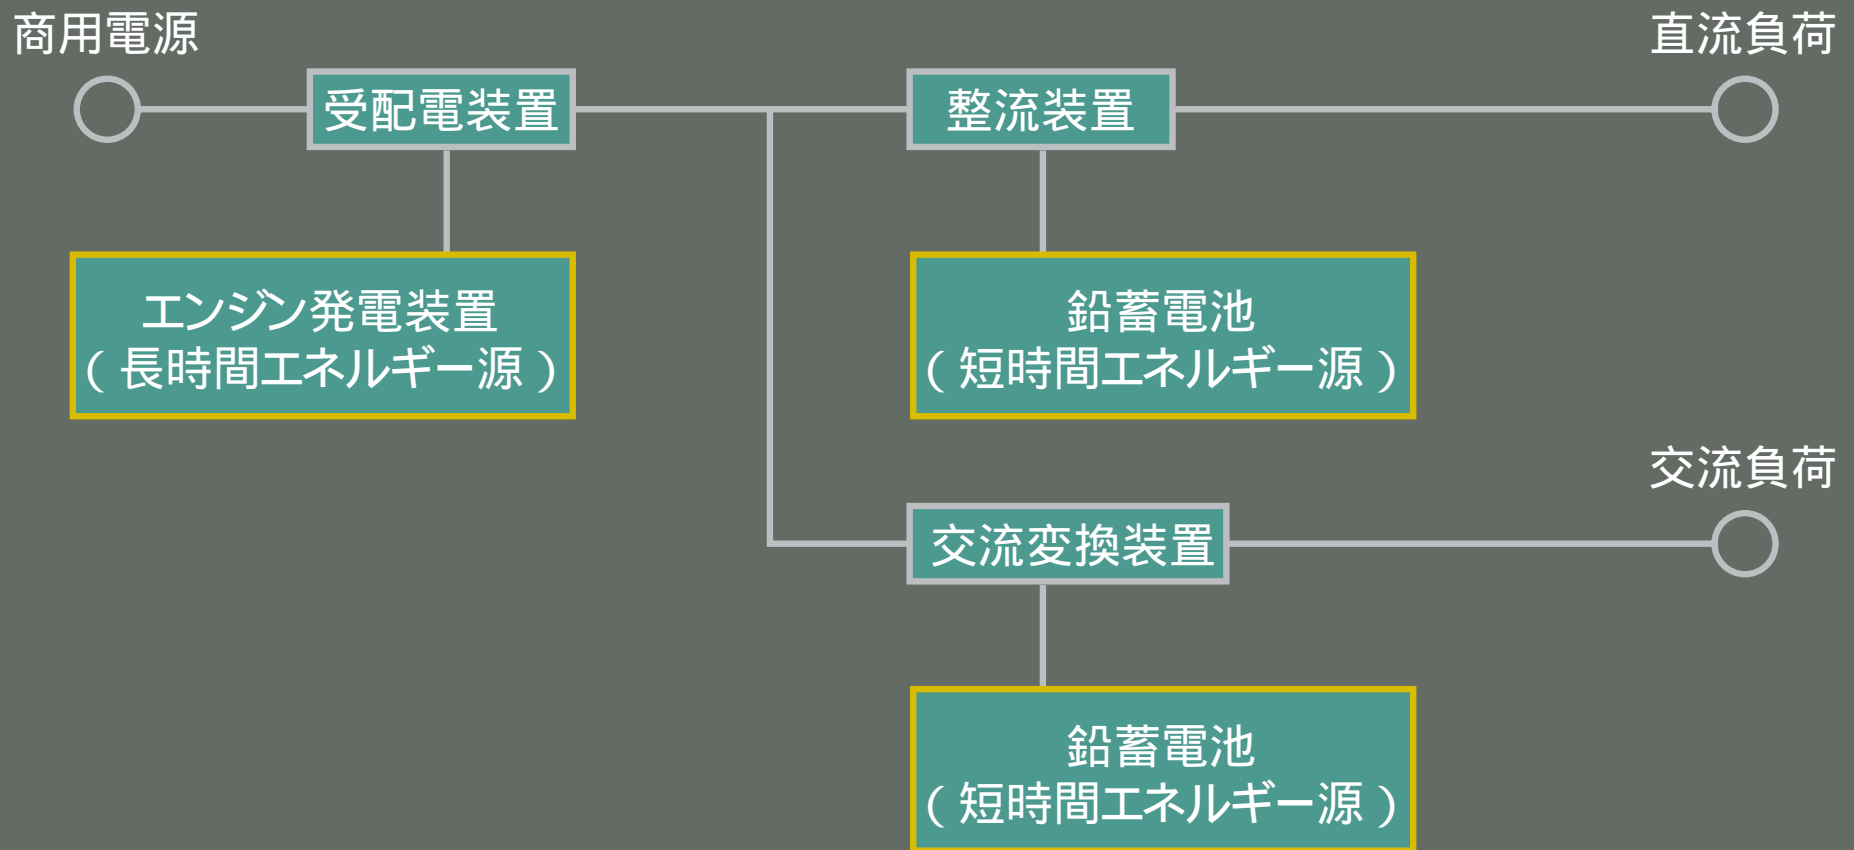 商用電源
直流負荷
受配電装置
整流装置
エンジン発電装置
（長時間エネルギー源）
鉛蓄電池
（短時間エネルギー源）
交流負荷
交流変換装置
鉛蓄電池
（短時間エネルギー源）